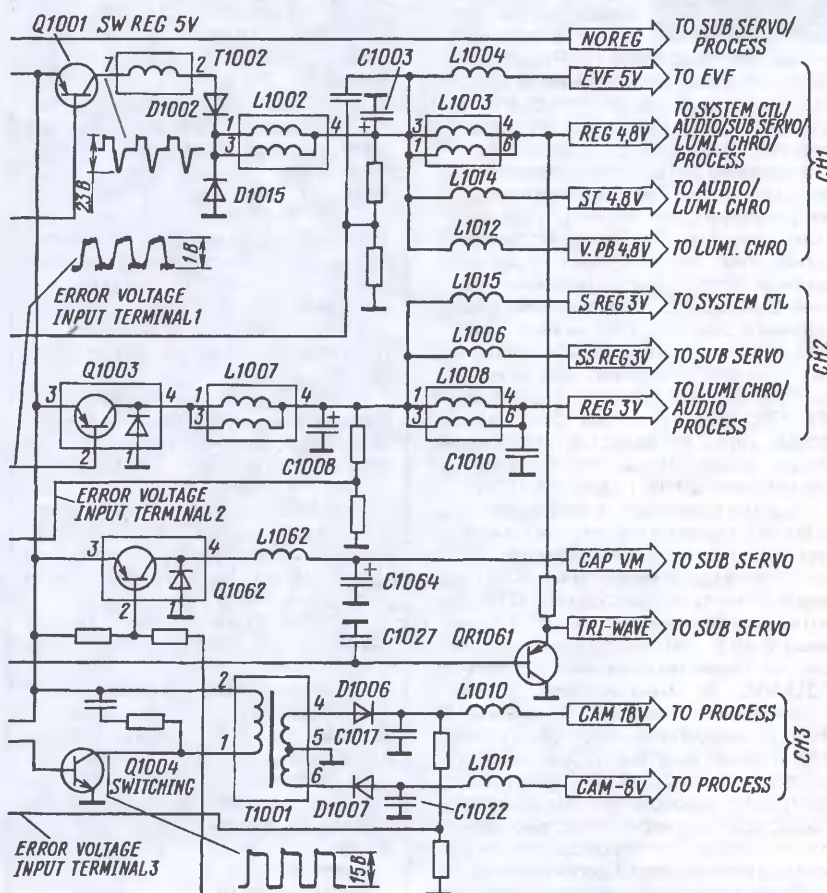 Q1001 SW REG 5V
7
2
T1002
D1002
C1003
L1004
NOREG
TO SUB SERVO/
PROCESS
EVF 5V
TO EVF
L1002
1
3
4
+
L1003
3
1
4
6
REG 4,8V
TO SYSTEM CTL/
AUDIO/SUB SERVO/
LUMI. CHRO/
PROCESS
CH1
23 В
D1015
L1014
ST 4,8V
TO AUDIO/
LUMI. CHRO
1В
L1012
V. PB 4,8V
TO LUMI. CHRO
ERROR VOLTAGE
INPUT TERMINAL1
L1015
S REG 3V
TO SYSTEM CTL
L1006
SS REG 3V
TO SUB SERVO
CH2
Q1003
3
4
2
1
L1007
1
3
4
+
C1008
L1008
1
3
4
6
REG 3V
TO LUMI CHRO/
AUDIO
PROCESS
C1010
ERROR VOLTAGE
INPUT TERMINAL2
3
4
2
1
Q1062
L1062
+
C1064
C1027
CAP VM
TO SUB SERVO
QR1061
TRI-WAVE
TO SUB SERVO
2
1
4
5
6
T1001
D1006
C1017
L1010
CAM 18V
TO PROCESS
CH3
D1007
C1022
L1011
CAM-8V
TO PROCESS
Q1004
SWITCHING
ERROR VOLTAGE
INPUT TERMINAL3
15В